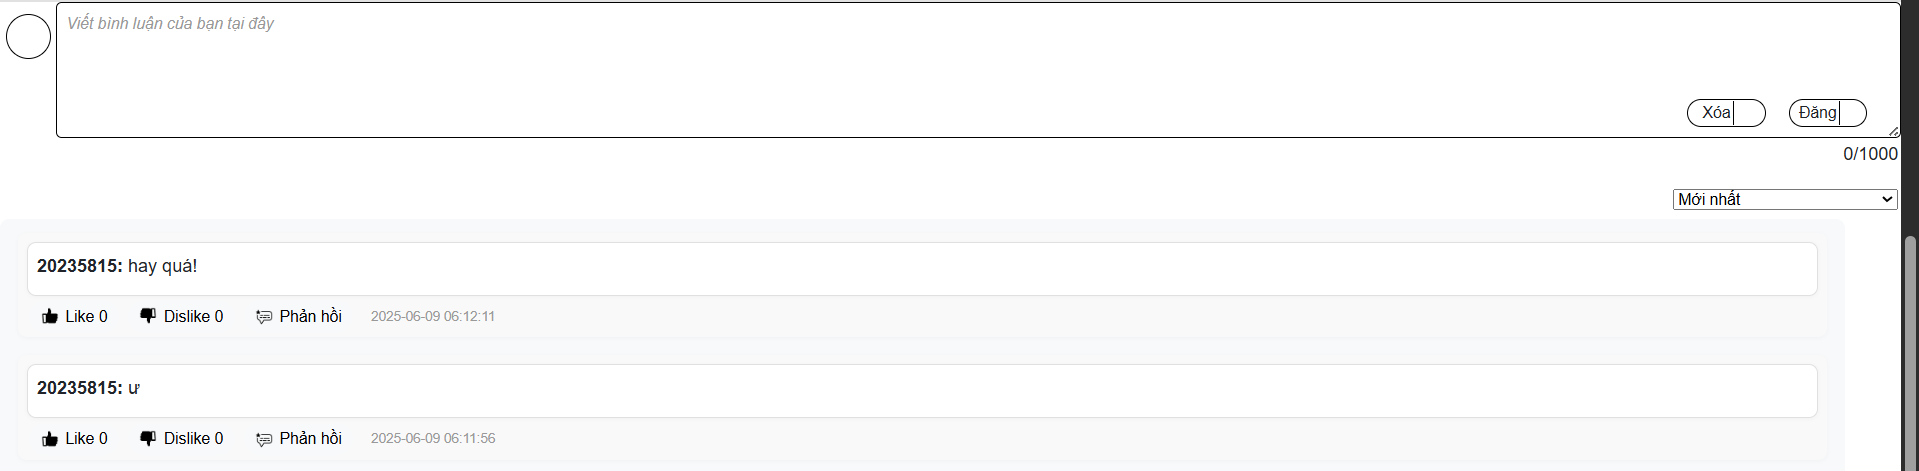 Viết bình luận của bạn tại đây
Xóa Đăng
0/1000
Mới nhất
20235815: hay quá!
Like 0 Dislike 0 Phản hồi 2025-06-09 06:12:11
20235815: ư
Like 0 Dislike 0 Phản hồi 2025-06-09 06:11:56